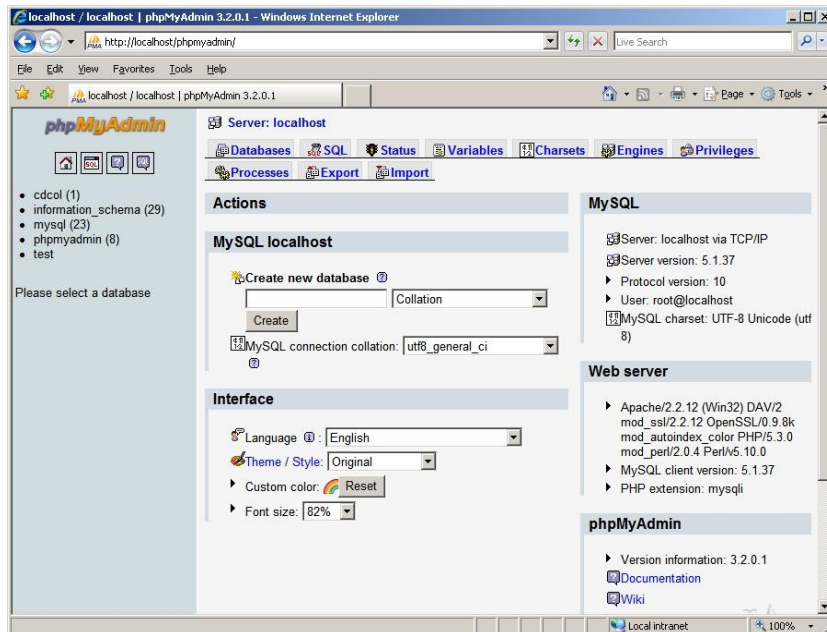 localhost / localhost | phpMyAdmin 3.2.0.1 - Windows Internet Explorer
http://localhost/phpmyadmin/
Live Search
File Edit View Favorites Tools Help
localhost / localhost | phpMyAdmin 3.2.0.1
Page Tools
phpMyAdmin
SQL
cdcol (1)
information_schema (29)
mysql (23)
phpmyadmin (8)
test
Please select a database
Server: localhost
Databases SQL Status Variables Charsets Engines Privileges
Processes Export Import
Actions
MySQL localhost
Create new database
Collation
Create
MySQL connection collation: utf8_general_ci
Interface
Language : English
Theme / Style: Original
Custom color: Reset
Font size: 82%
MySQL
Server: localhost via TCP/IP
Server version: 5.1.37
Protocol version: 10
User: root@localhost
MySQL charset: UTF-8 Unicode (utf
8)
Web server
Apache/2.2.12 (Win32) DAV/2
mod_ssl/2.2.12 OpenSSL/0.9.8k
mod_autoindex_color PHP/5.3.0
mod_perl/2.0.4 Perl/v5.10.0
MySQL client version: 5.1.37
PHP extension: mysqli
phpMyAdmin
Version information: 3.2.0.1
Documentation
Wiki
Local intranet
100%